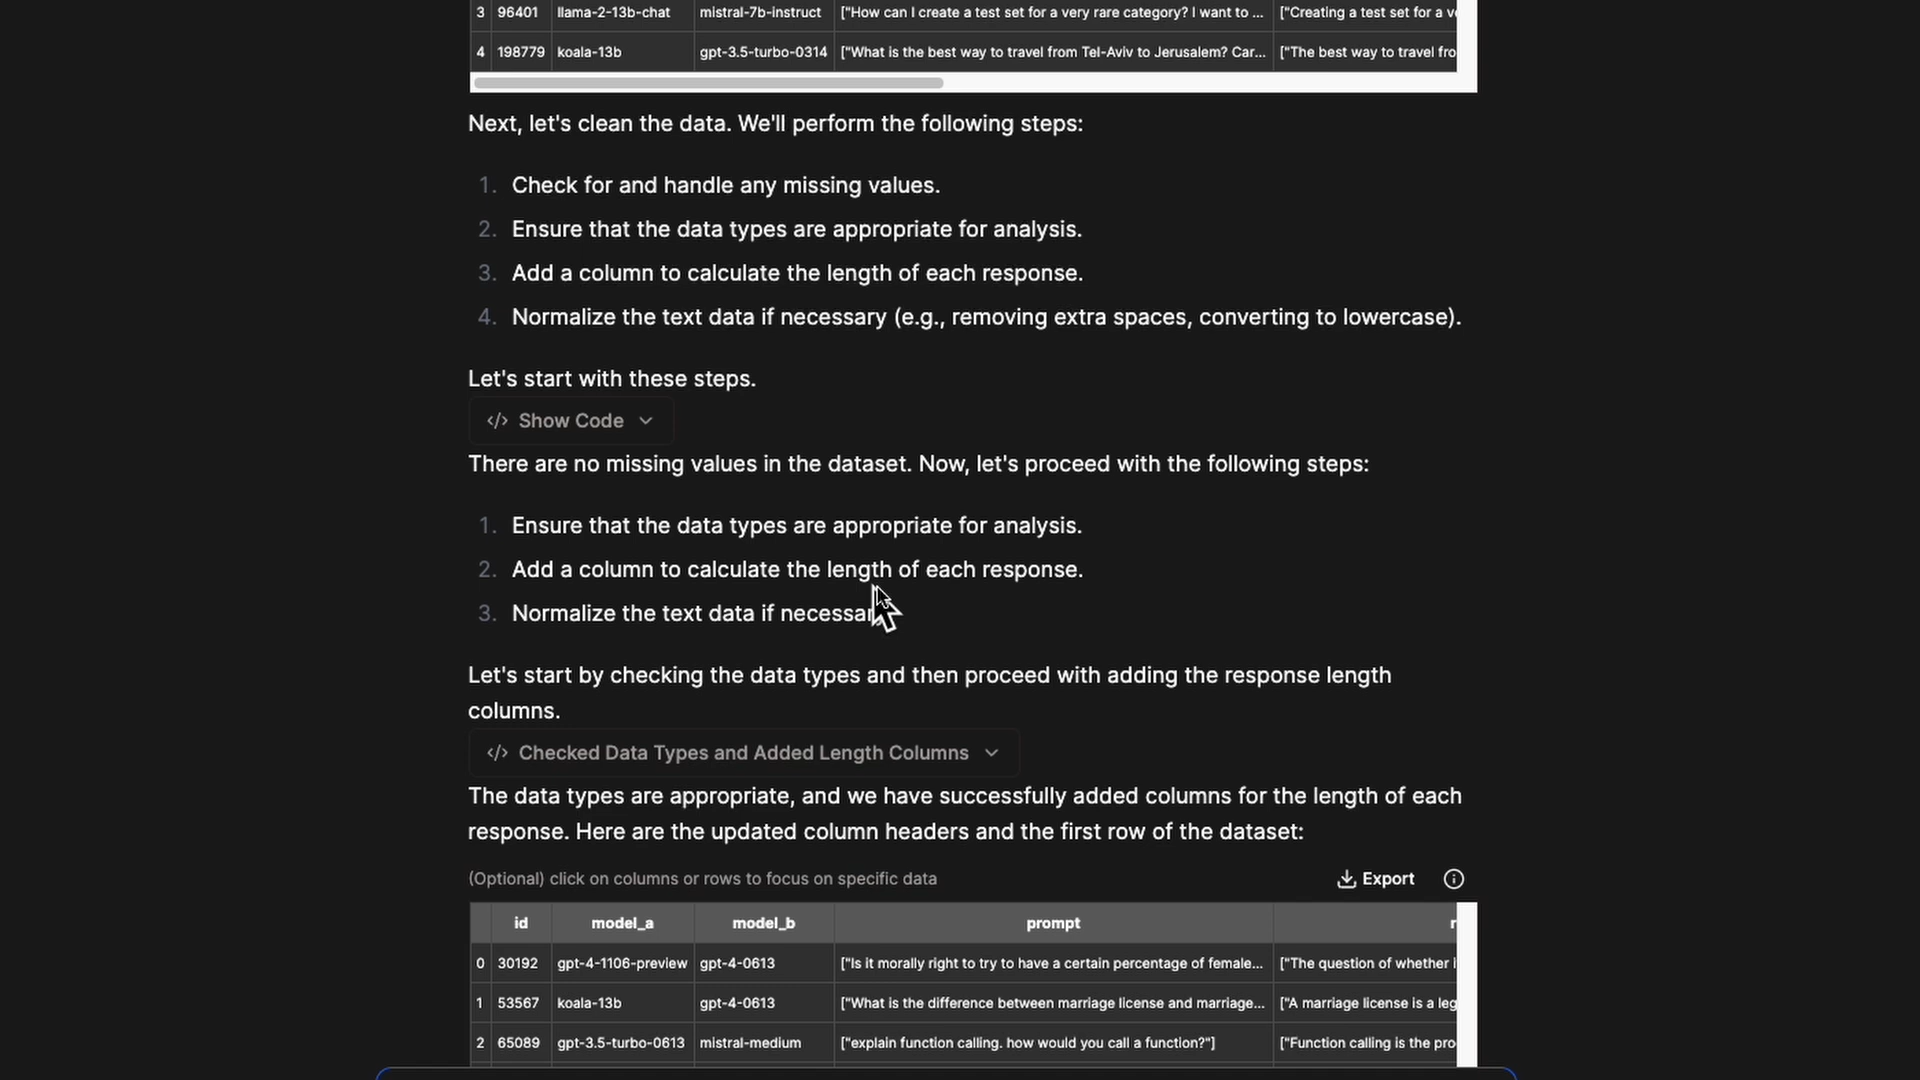 3 96401 llama-2-13b-chat mistral-7b-instruct ["How can I create a test set for a very rare category? I want to ... ["Creating a test set for a v
4 198779 koala-13b gpt-3.5-turbo-0314 ["What is the best way to travel from Tel-Aviv to Jerusalem? Car... ["The best way to travel fro
Next, let's clean the data. We'll perform the following steps:
1. Check for and handle any missing values.
2. Ensure that the data types are appropriate for analysis.
3. Add a column to calculate the length of each response.
4. Normalize the text data if necessary (e.g., removing extra spaces, converting to lowercase).
Let's start with these steps.
</> Show Code
There are no missing values in the dataset. Now, let's proceed with the following steps:
1. Ensure that the data types are appropriate for analysis.
2. Add a column to calculate the length of each response.
3. Normalize the text data if necessar
Let's start by checking the data types and then proceed with adding the response length
columns.
</> Checked Data Types and Added Length Columns
The data types are appropriate, and we have successfully added columns for the length of each
response. Here are the updated column headers and the first row of the dataset:
(Optional) click on columns or rows to focus on specific data Export
id model_a model_b prompt r
0 30192 gpt-4-1106-preview gpt-4-0613 ["Is it morally right to try to have a certain percentage of female... ["The question of whether i
1 53567 koala-13b gpt-4-0613 ["What is the difference between marriage license and marriage... ["A marriage license is a leg
2 65089 gpt-3.5-turbo-0613 mistral-medium ["explain function calling. how would you call a function?"] ["Function calling is the pro